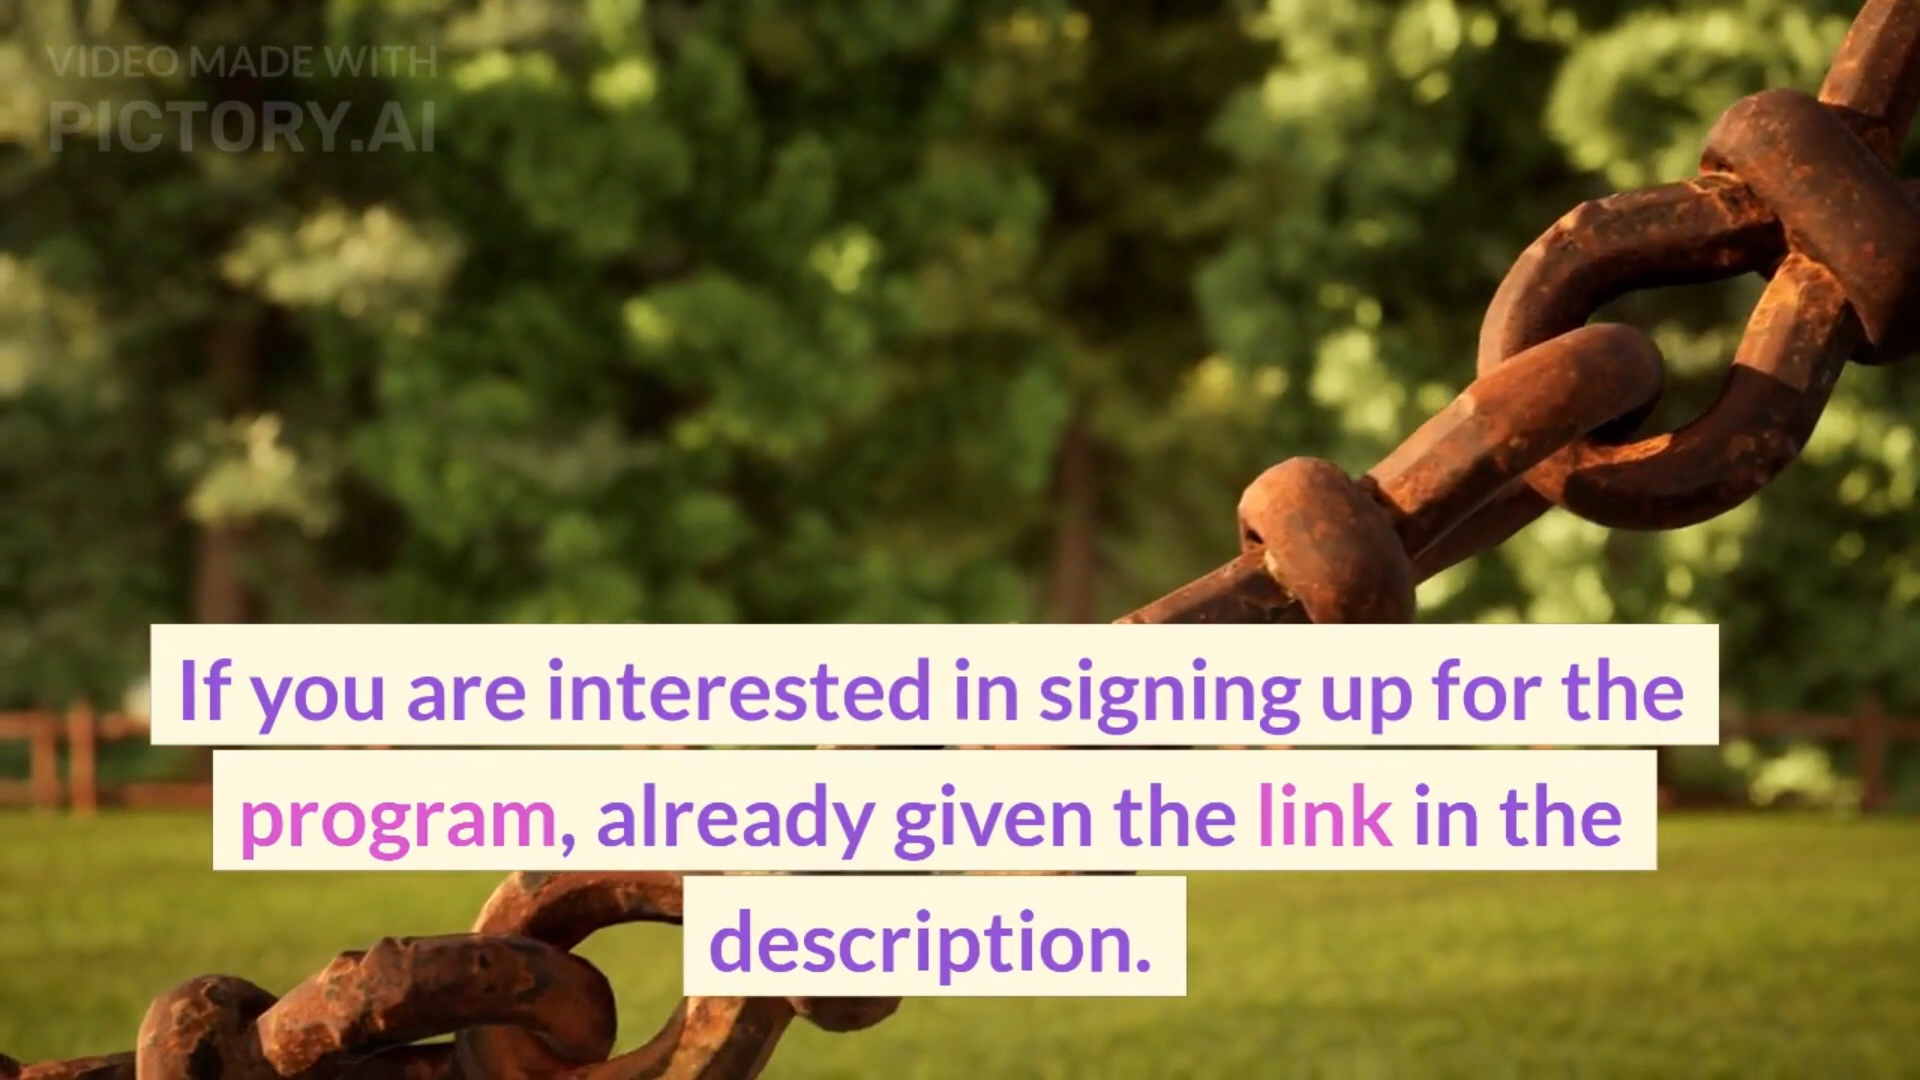 VIDEO MADE WITH
PICTORY.AI
If you are interested in signing up for the
program, already given the link in the
description.